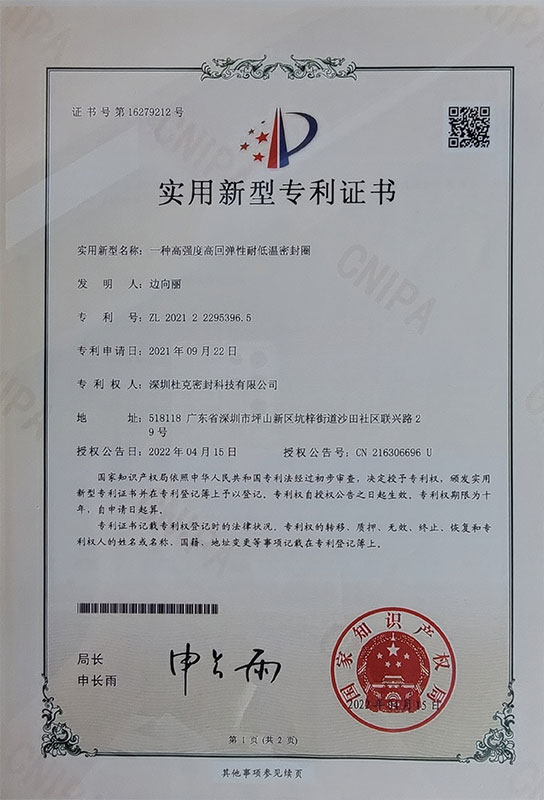 证书号第16279212号
实用新型专利证书
实用新型名称：一种高强度高回弹性耐低温密封圈
发明人：边向丽
专利号：ZL 2021 2 2295396.5
专利申请日：2021年09月22日
专利权人：深圳杜克密封科技有限公司
地址：518118 广东省深圳市坪山新区坑梓街道沙田社区联兴路2
9号
授权公告日：2022年04月15日 授权公告号：CN 216306696 U
国家知识产权局依照中华人民共和国专利法经过初步审查，决定授予专利权，颁发实用
新型专利证书并在专利登记簿上予以登记。专利权自授权公告之日起生效。专利权期限为十
年，自申请日起算。
专利证书记载专利权登记时的法律状况。专利权的转移、质押、无效、终止、恢复和专
利权人的姓名或名称、国籍、地址变更等事项记载在专利登记簿上。
局长
申长雨
申长雨
国家知识产权局
2022年04月15日
第1页(共2页)
其他事项参见续页
CNIPA
CNIPA
CNIPA